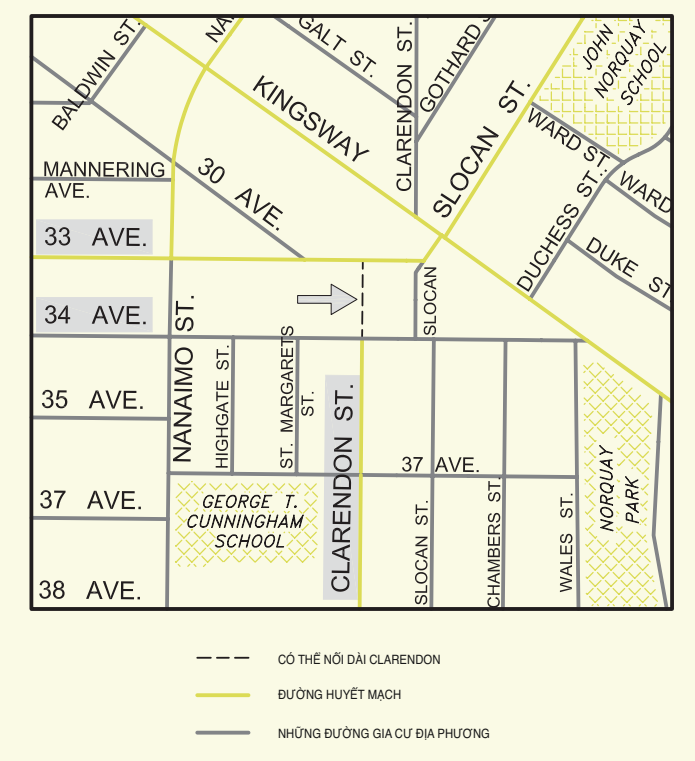 BALDWIN ST.
NA
GALT ST.
CLARENDON ST.
GOTHARD S
JOHN
NORQUAY
SCHOOL
KINGSWAY
SLOCAN ST.
WARD ST.
WARD
MANNERING
AVE.
30 AVE.
DUCHESS ST.
DUKE ST
33 AVE.
34 AVE.
SLOCAN
NANAIMO ST.
HIGHGATE ST.
ST. MARGARETS
ST.
35 AVE.
CLARENDON ST.
37 AVE.
37 AVE.
GEORGE T.
CUNNINGHAM
SCHOOL
SLOCAN ST.
CHAMBERS ST.
WALES ST.
NORQUAY
PARK
38 AVE.
CÓ THỂ NỐI DÀI CLARENDON
ĐƯỜNG HUYẾT MẠCH
NHỮNG ĐƯỜNG GIA CƯ ĐỊA PHƯƠNG